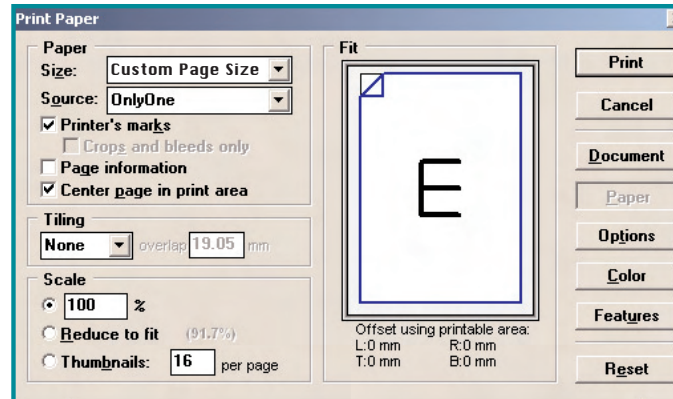 Print Paper
Paper
Size: Custom Page Size
Source: OnlyOne
Printer's marks
Crops and bleeds only
Page information
Center page in print area
Tiling
None overlap 19.05 mm
Scale
100 %
Reduce to fit (91.7%)
Thumbnails: 16 per page
Fit
E
Offset using printable area:
L:0 mm R:0 mm
T:0 mm B:0 mm
Print
Cancel
Document
Paper
Options
Color
Features
Reset